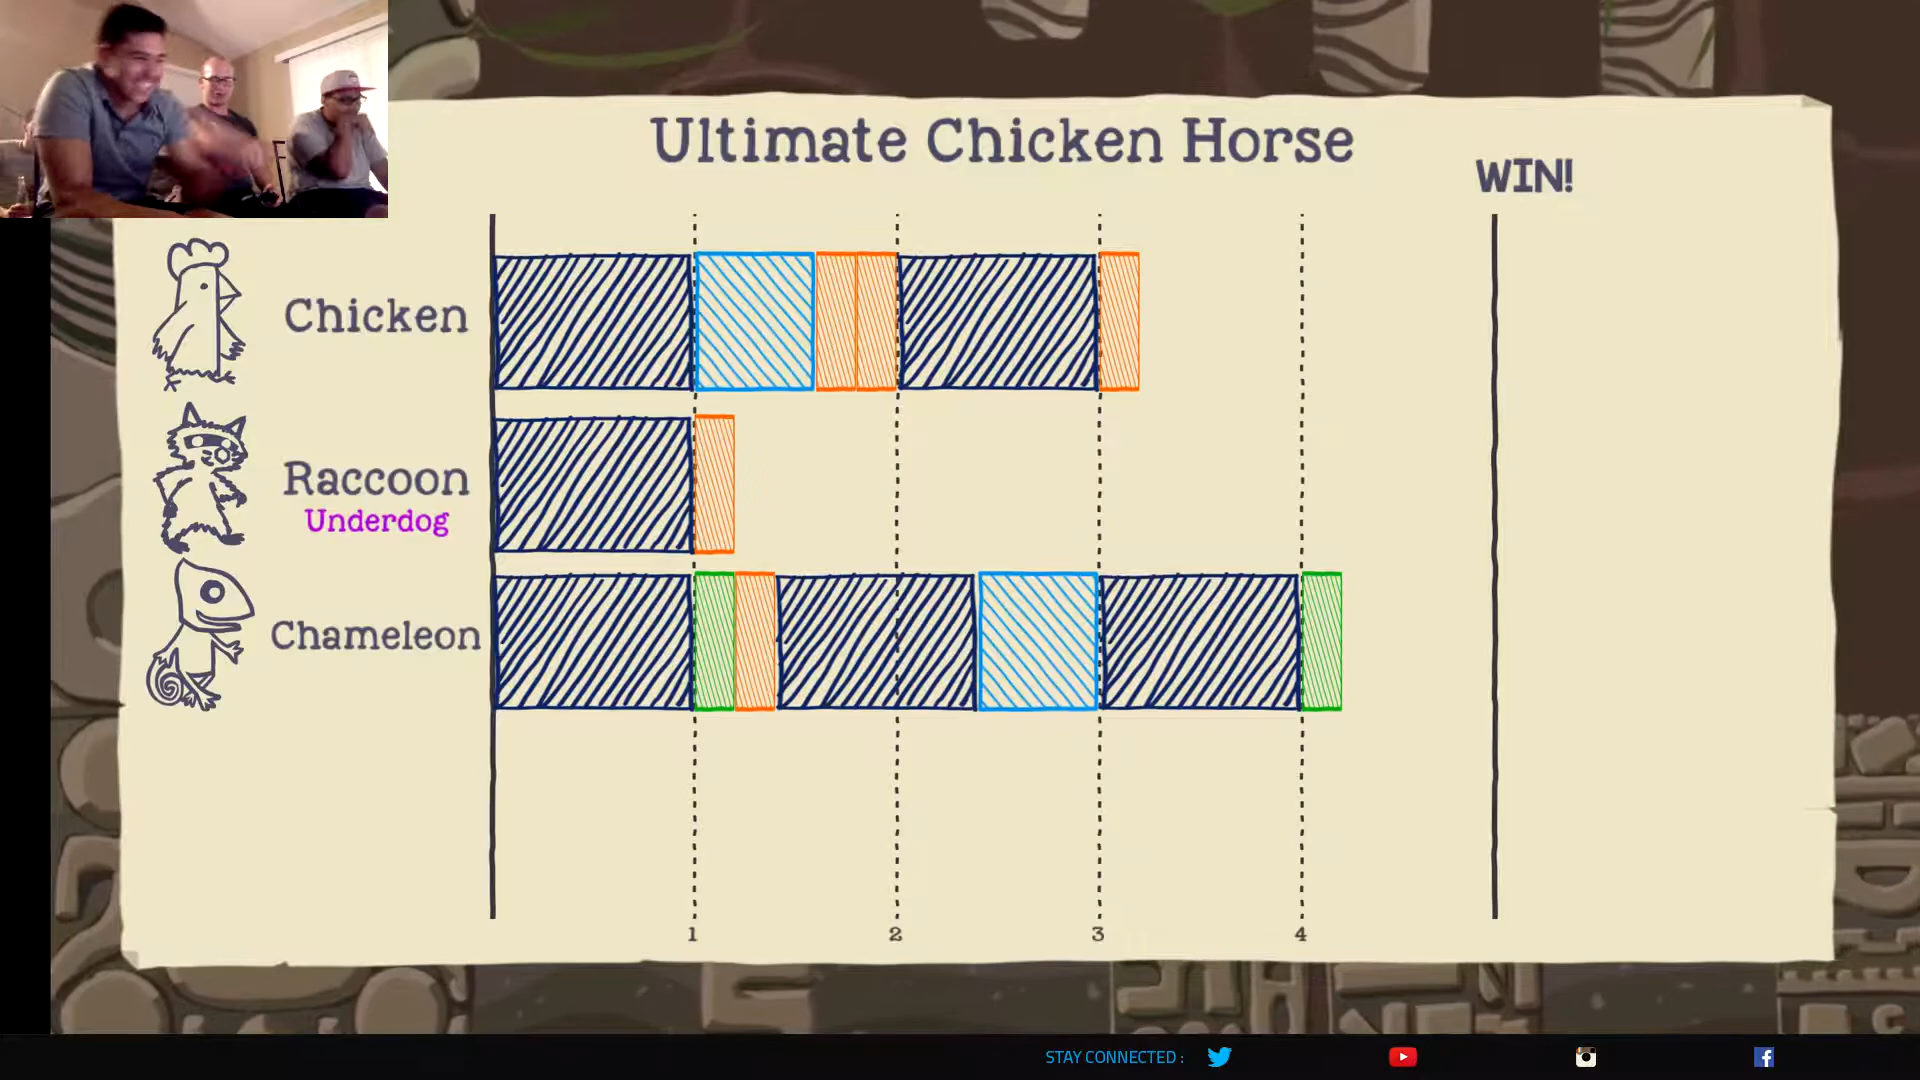 Ultimate Chicken Horse
WIN!
Chicken
Raccoon
Underdog
Chameleon
1 2 3 4
STAY CONNECTED :